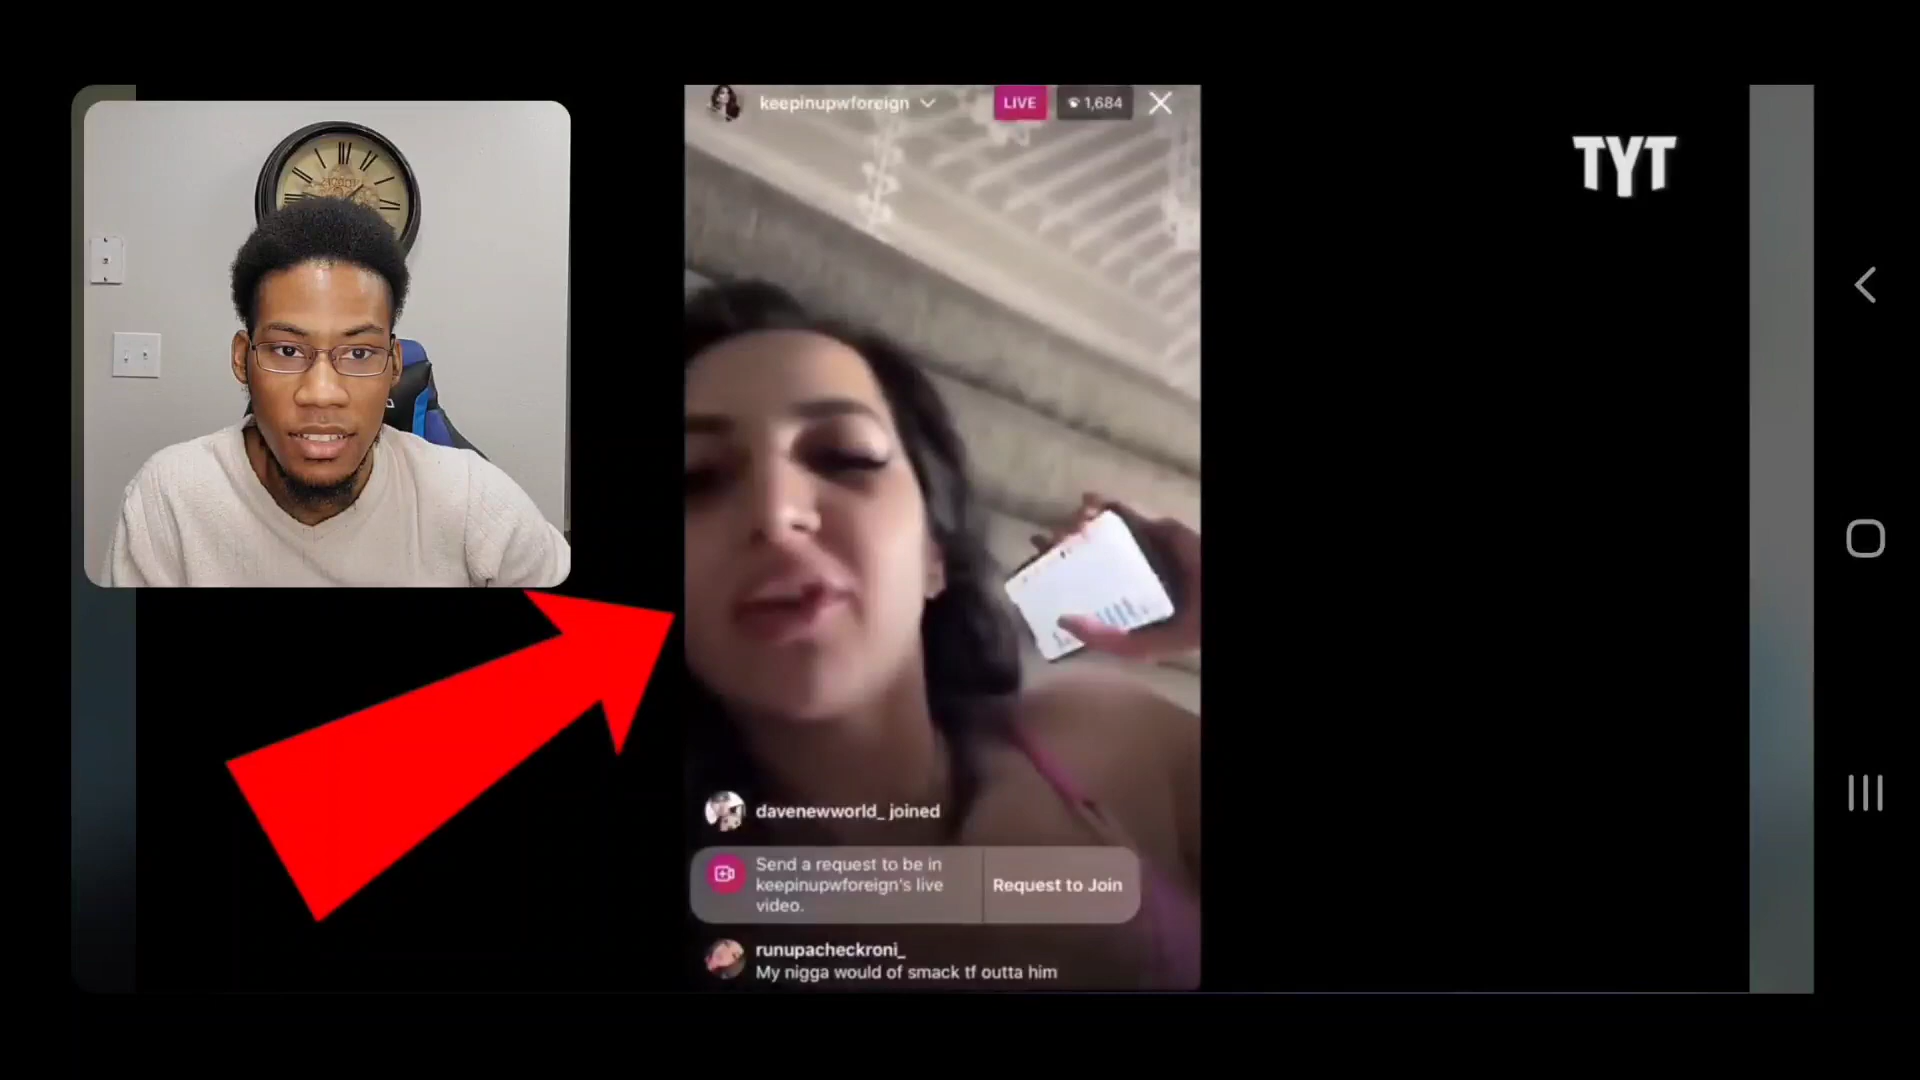 keepinupwforeign
LIVE
1,684
TYT
davenewworld_ joined
Send a request to be in
keepinupwforeign's live
video.
Request to Join
runupacheckroni_
My nigga would of smack tf outta him